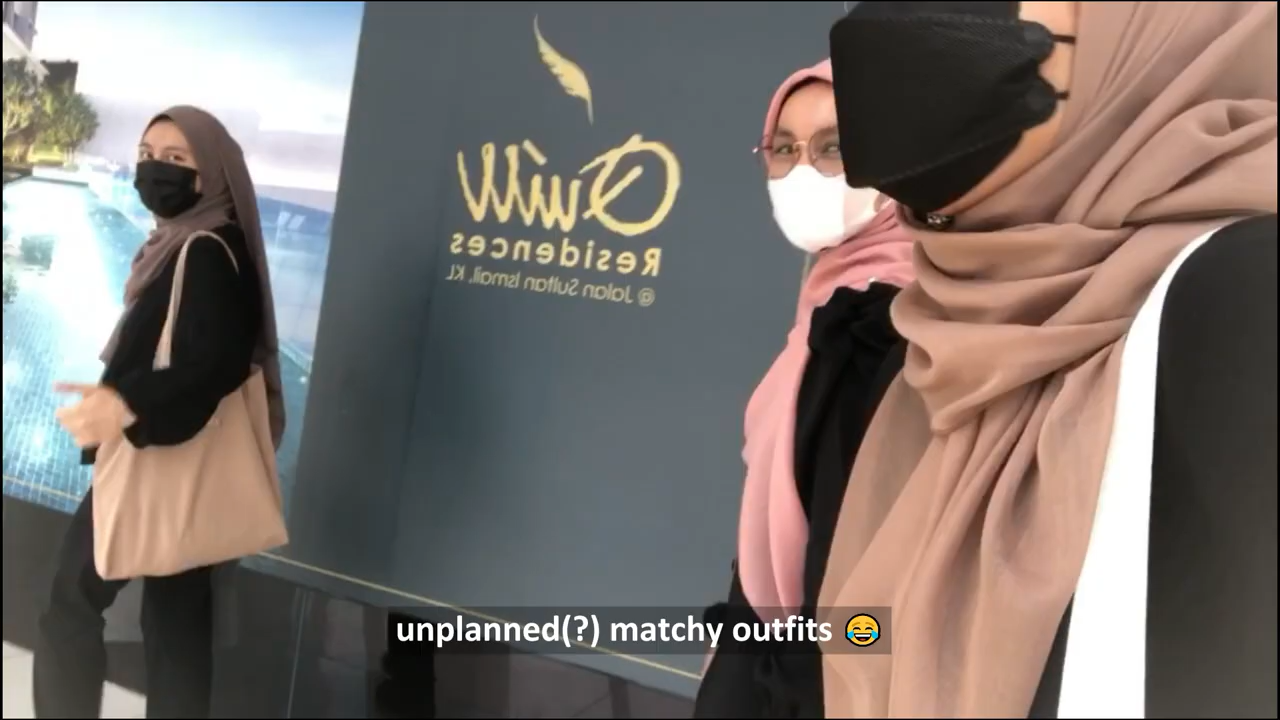 Quill
Residences
@ Jalan Sultan Ismail, KL
unplanned(?) matchy outfits 😂